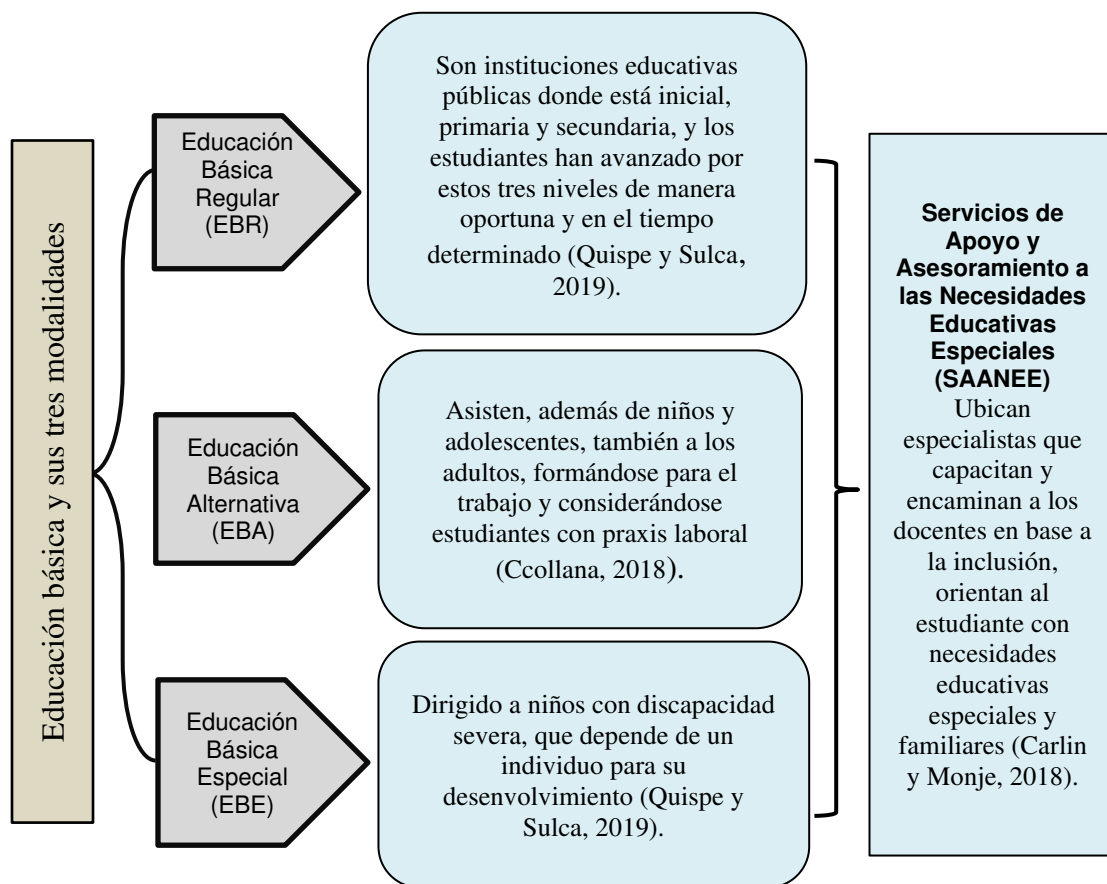 Educación básica y sus tres modalidades
Educación
Básica
Regular
(EBR)
Son instituciones educativas
públicas donde está inicial,
primaria y secundaria, y los
estudiantes han avanzado por
estos tres niveles de manera
oportuna y en el tiempo
determinado (Quispe y Sulca,
2019).
Educación
Básica
Alternativa
(EBA)
Asisten, además de niños y
adolescentes, también a los
adultos, formándose para el
trabajo y considerándose
estudiantes con praxis laboral
(Ccollana, 2018).
Educación
Básica
Especial
(EBE)
Dirigido a niños con discapacidad
severa, que depende de un
individuo para su
desenvolvimiento (Quispe y
Sulca, 2019).
Servicios de
Apoyo y
Asesoramiento a
las Necesidades
Educativas
Especiales
(SAANEE)
Ubican
especialistas que
capacitan y
encaminan a los
docentes en base a
la inclusión,
orientan al
estudiante con
necesidades
educativas
especiales y
familiares (Carlin
y Monje, 2018).